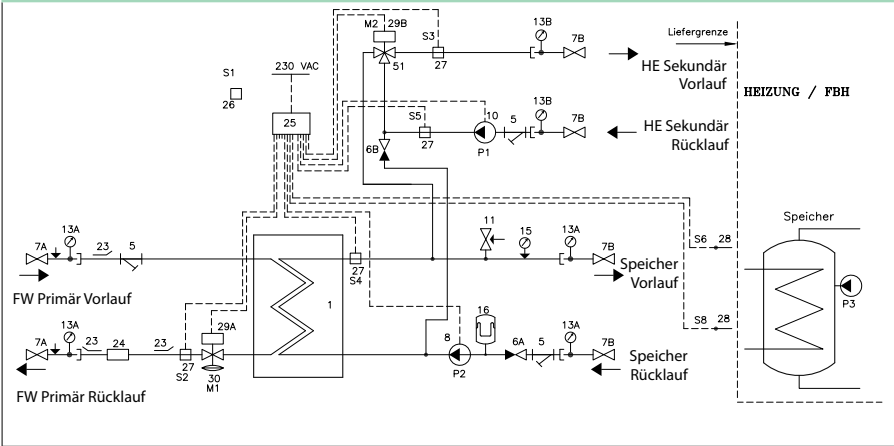 M2 29B
S3
13B
7B
Liefergrenze
230 VAC
S1
26
25
51
27
HE Sekundär
Vorlauf
HEIZUNG / FBH
S5
10
5
13B
7B
27
P1
6B
HE Sekundär
Rücklauf
Speicher
S6
28
13A
7A
23
5
11
15
13A
7B
27
S4
1
FW Primär Vorlauf
Speicher
Vorlauf
P3
S8
28
29A
16
13A
7A
23
24
23
27
S2
30
M1
8
P2
6A
5
13A
7B
FW Primär Rücklauf
Speicher
Rücklauf